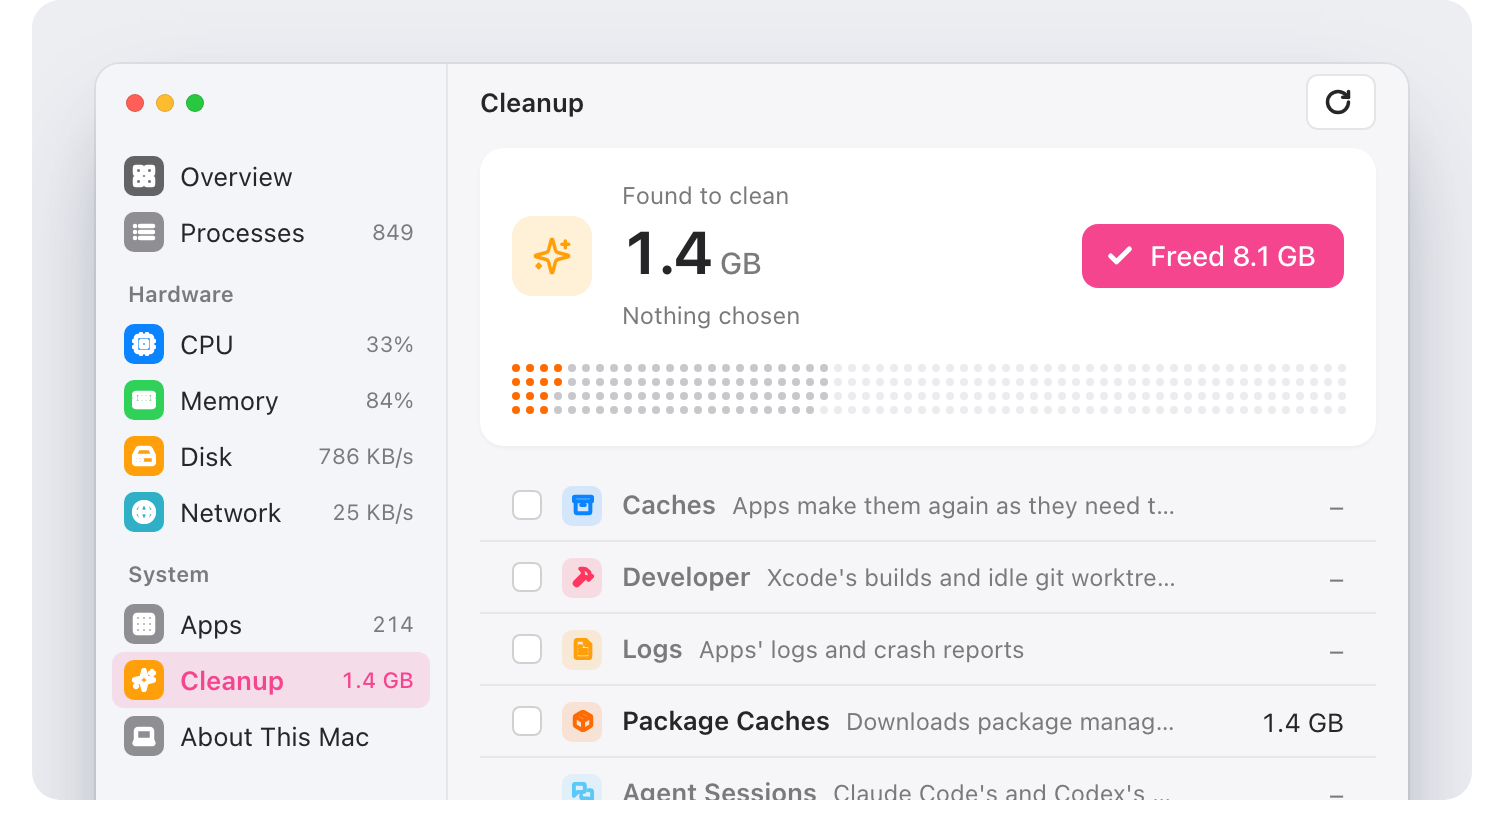 Cleanup
Overview
Processes 849
Hardware
CPU 33%
Memory 84%
Disk 786 KB/s
Network 25 KB/s
System
Apps 214
Cleanup 1.4 GB
About This Mac
Found to clean
1.4 GB
Nothing chosen
Freed 8.1 GB
Caches Apps make them again as they need t... –
Developer Xcode's builds and idle git worktre... –
Logs Apps' logs and crash reports –
Package Caches Downloads package manag... 1.4 GB
Agent Sessions Claude Code's and Codex's ... –